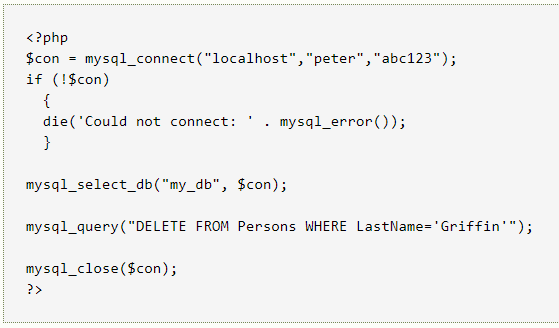 <?php
$con = mysql_connect("localhost","peter","abc123");
if (!$con)
  {
  die('Could not connect: ' . mysql_error());
  }

mysql_select_db("my_db", $con);

mysql_query("DELETE FROM Persons WHERE LastName='Griffin'");

mysql_close($con);
?>